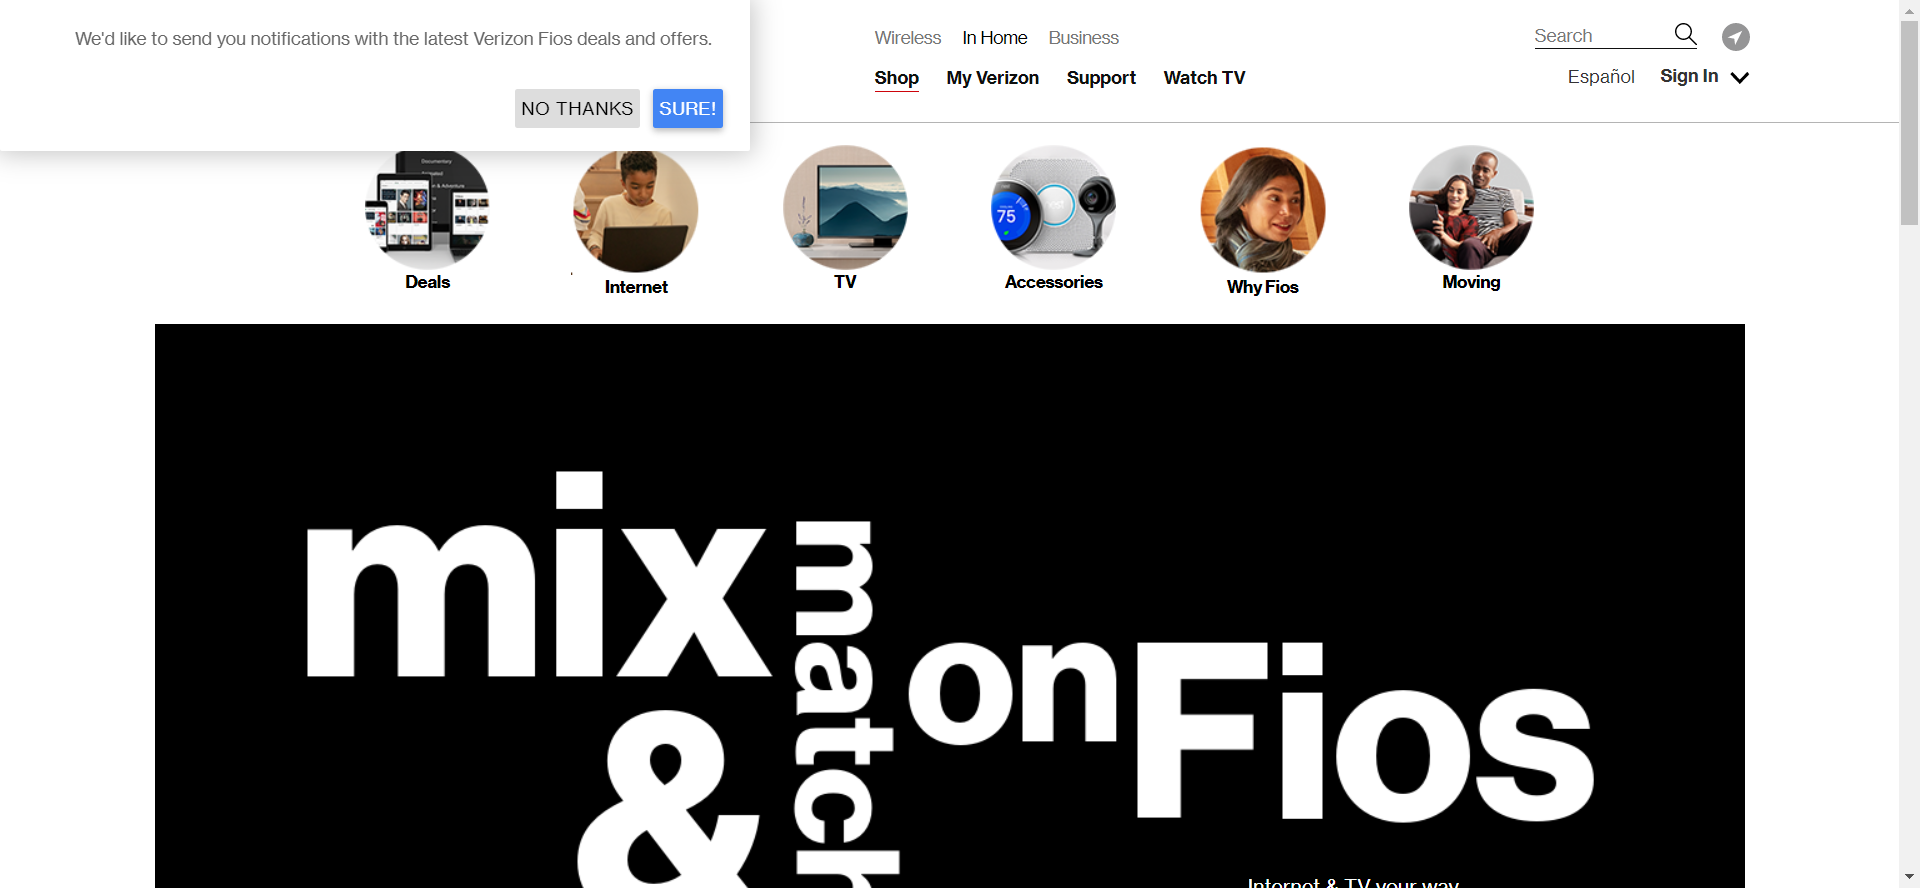 We'd like to send you notifications with the latest Verizon Fios deals and offers.
NO THANKS SURE!
Wireless In Home Business
Search
Shop My Verizon Support Watch TV
Español Sign In
Documentary
75
Deals Internet TV Accessories Why Fios Moving
mix
&
match
on Fios
Internet & TV your way